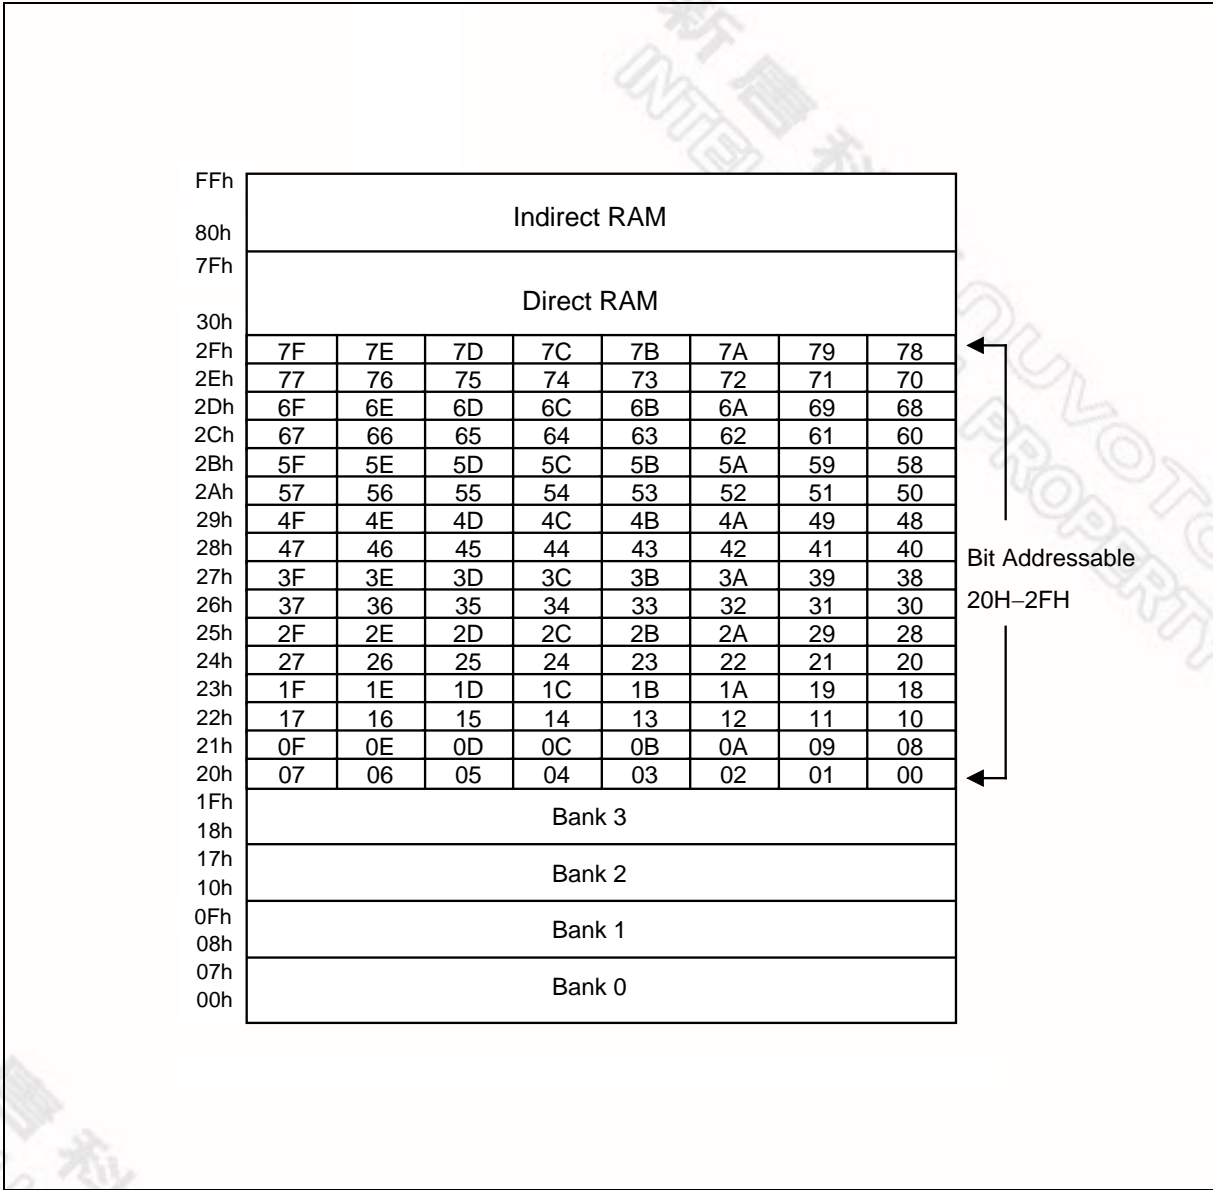 新唐科
INTEL
NUVOTO
PROPERTY
FFh
Indirect RAM
80h
7Fh
Direct RAM
30h
2Fh 7F 7E 7D 7C 7B 7A 79 78
2Eh 77 76 75 74 73 72 71 70
2Dh 6F 6E 6D 6C 6B 6A 69 68
2Ch 67 66 65 64 63 62 61 60
2Bh 5F 5E 5D 5C 5B 5A 59 58
2Ah 57 56 55 54 53 52 51 50
29h 4F 4E 4D 4C 4B 4A 49 48
28h 47 46 45 44 43 42 41 40
Bit Addressable
27h 3F 3E 3D 3C 3B 3A 39 38
26h 37 36 35 34 33 32 31 30
20H–2FH
25h 2F 2E 2D 2C 2B 2A 29 28
24h 27 26 25 24 23 22 21 20
23h 1F 1E 1D 1C 1B 1A 19 18
22h 17 16 15 14 13 12 11 10
21h 0F 0E 0D 0C 0B 0A 09 08
20h 07 06 05 04 03 02 01 00
1Fh
Bank 3
18h
17h
Bank 2
10h
0Fh
Bank 1
08h
07h
Bank 0
00h
唐科